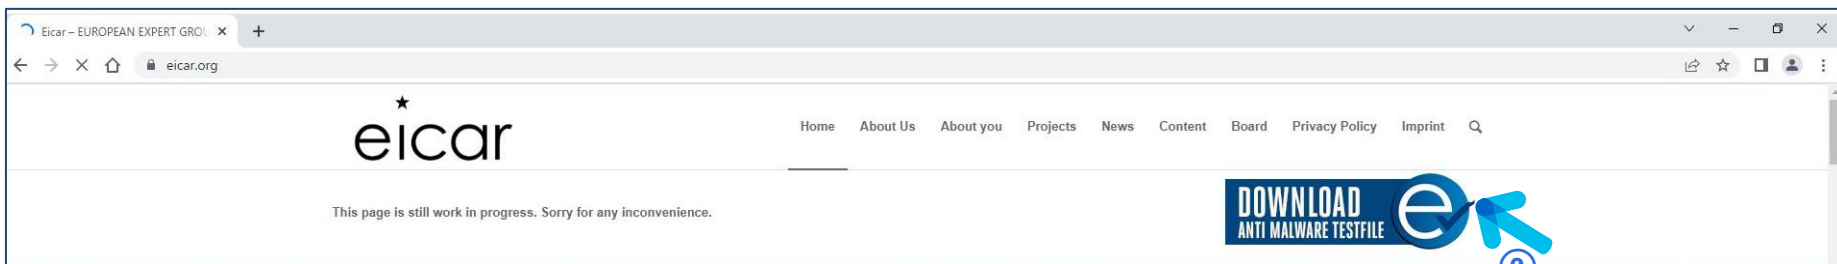 Eicar – EUROPEAN EXPERT GROU
eicar.org
eicar
Home About Us About you Projects News Content Board Privacy Policy Imprint
This page is still work in progress. Sorry for any inconvenience.
DOWNLOAD
ANTI MALWARE TESTFILE
e